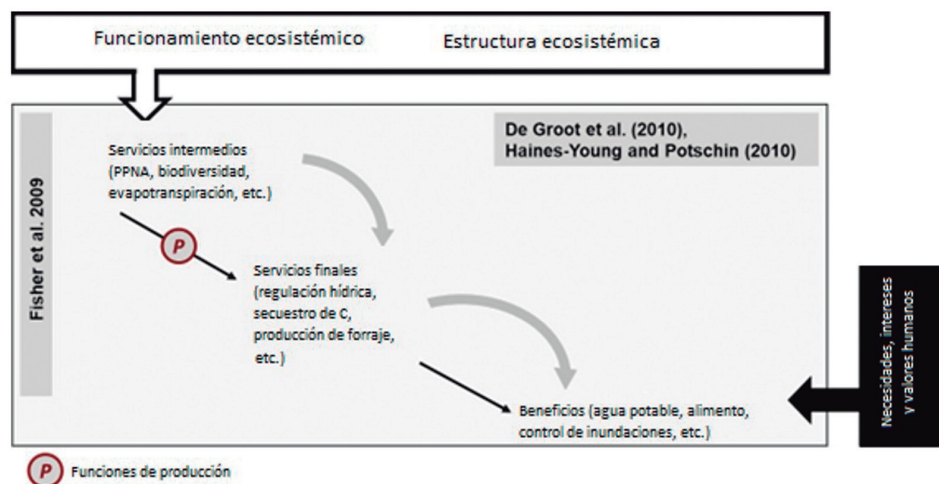 Funcionamiento ecosistémico
Estructura ecosistémica
Fisher et al. 2009
De Groot et al. (2010),
Haines-Young and Potschin (2010)
Servicios intermedios
(PPNA, biodiversidad,
evapotranspiración, etc.)
P
Servicios finales
(regulación hídrica,
secuestro de C,
producción de forraje,
etc.)
Beneficios (agua potable, alimento,
control de inundaciones, etc.)
Necesidades, intereses
y valores humanos
P
Funciones de producción